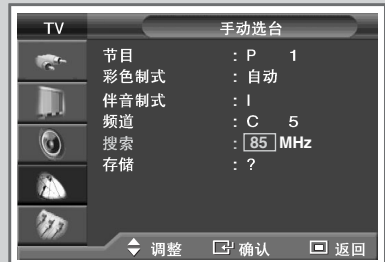 TV 手动选台
节目 : P 1
彩色制式 : 自动
伴音制式 : I
频道 : C 5
搜索 : 85 MHz
存储 : ?
调整 确认 返回